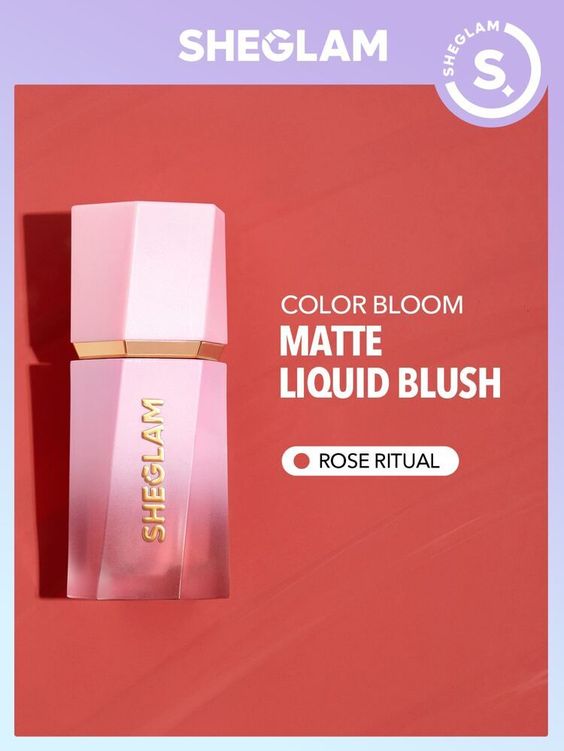 SHEGLAM
SHEGLAM
S
COLOR BLOOM
MATTE
LIQUID BLUSH
ROSE RITUAL
SHEGLAM